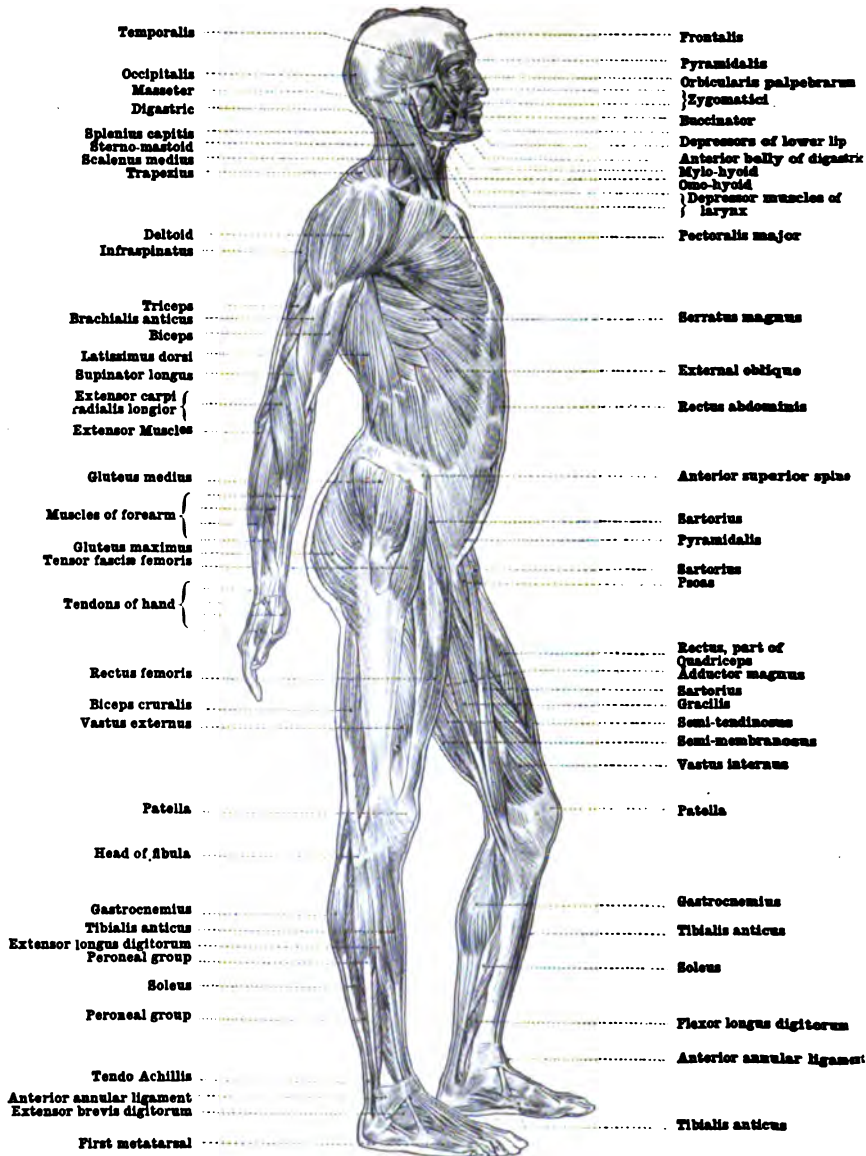 Temporalis
Occipitalis
Masseter
Digastric
Splenius capitis
Sterno-mastoid
Scalenus medius
Trapezius
Deltoid
Infraspinatus
Triceps
Brachialis anticus
Biceps
Latissimus dorsi
Supinator longus
Extensor carpi
radialis longior
Extensor Muscles
Gluteus medius
Muscles of forearm
Gluteus maximus
Tensor fasciæ femoris
Tendons of hand
Rectus femoris
Biceps cruralis
Vastus externus
Patella
Head of fibula
Gastrocnemius
Tibialis anticus
Extensor longus digitorum
Peroneal group
Soleus
Peroneal group
Tendo Achillis
Anterior annular ligament
Extensor brevis digitorum
First metatarsal
Frontalis
Pyramidalis
Orbicularis palpebrarum
Zygomatici
Buccinator
Depressors of lower lip
Anterior belly of digastric
Mylo-hyoid
Omo-hyoid
Depressor muscles of
larynx
Pectoralis major
Serratus magnus
External oblique
Rectus abdominis
Anterior superior spine
Sartorius
Pyramidalis
Sartorius
Psoas
Rectus, part of
Quadriceps
Adductor magnus
Sartorius
Gracilis
Semi-tendinosus
Semi-membranosus
Vastus internus
Patella
Gastrocnemius
Tibialis anticus
Soleus
Flexor longus digitorum
Anterior annular ligament
Tibialis anticus